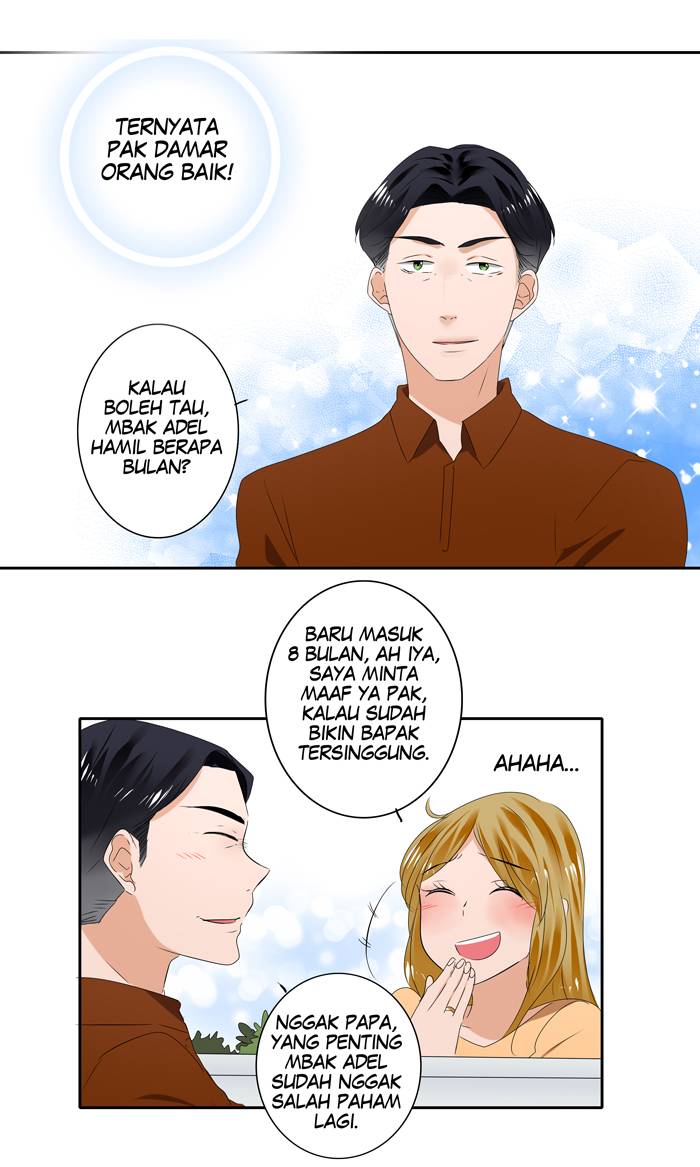 TERNYATA
PAK DAMAR
ORANG BAIK!
KALAU
BOLEH TAU,
MBAK ADEL
HAMIL BERAPA
BULAN?
BARU MASUK
8 BULAN, AH IYA,
SAYA MINTA
MAAF YA PAK,
KALAU SUDAH
BIKIN BAPAK
TERSINGGUNG.
AHAHA...
NGGAK PAPA,
YANG PENTING
MBAK ADEL
SUDAH NGGAK
SALAH PAHAM
LAGI.